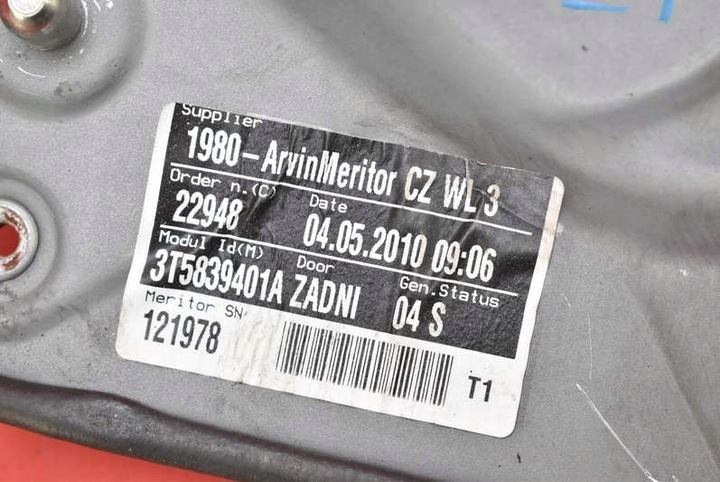 Supplier
1980-ArvinMeritor CZ WL 3
Order n.(C) Date
22948 04.05.2010 09:06
Modul Id(M) Door Gen.Status
3T5839401A ZADNI 04 S
Meritor SN
121978
T1